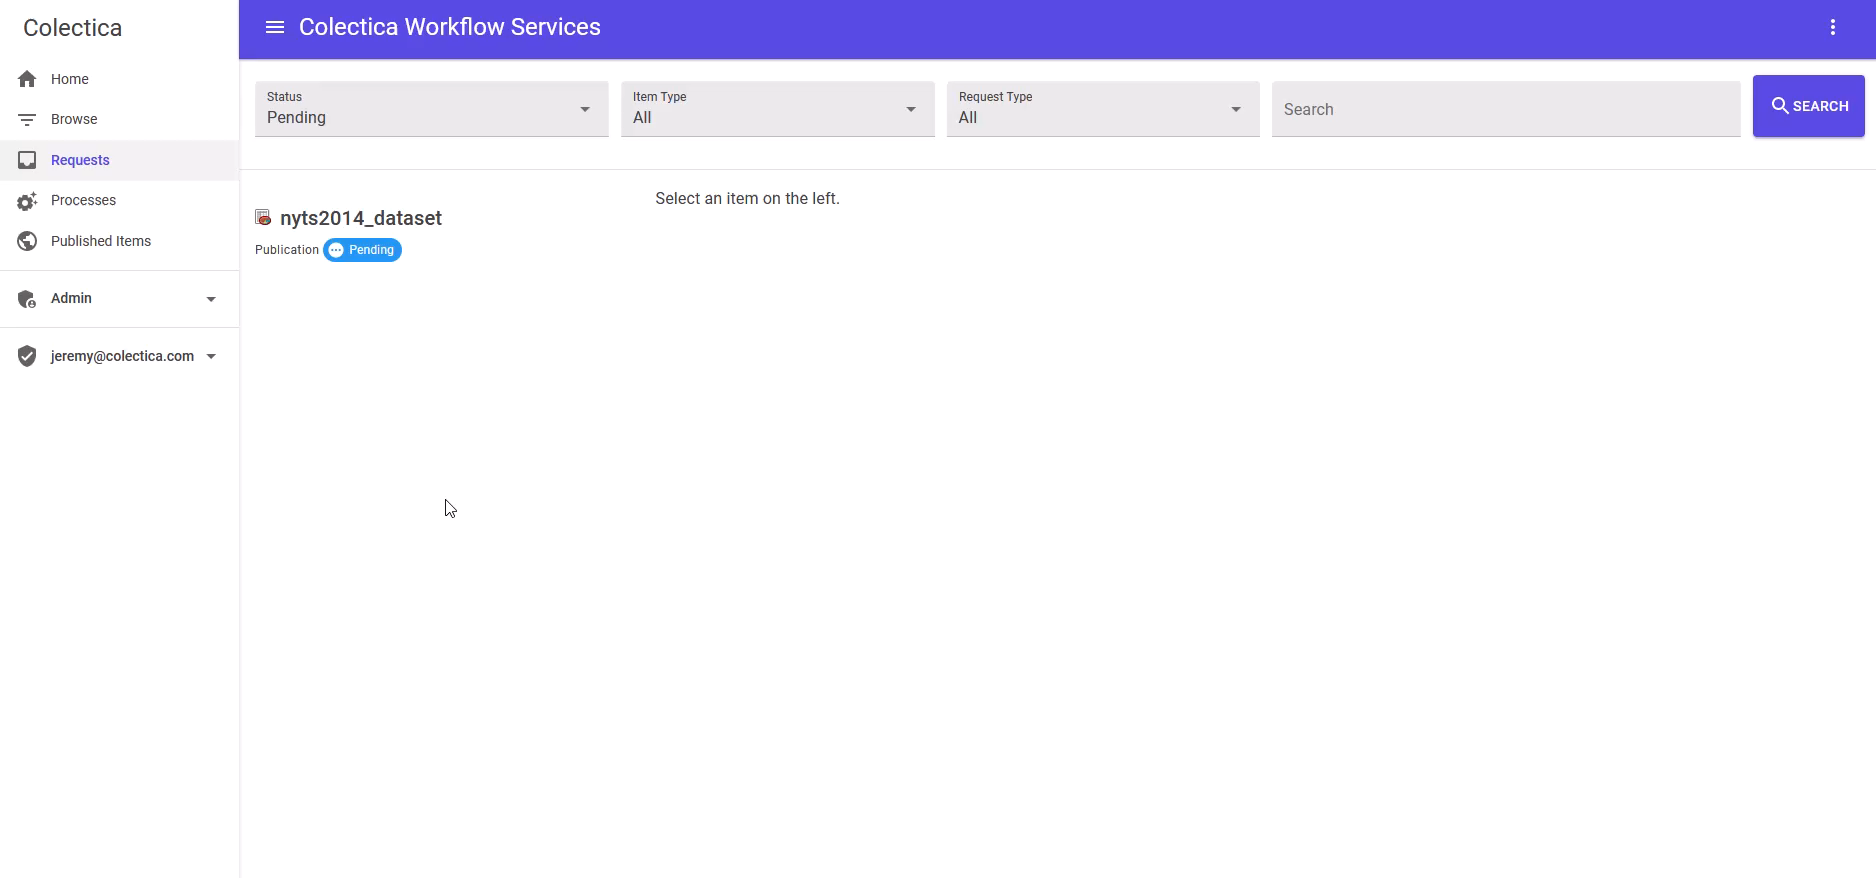 Colectica
Home
Browse
Requests
Processes
Published Items
Admin
jeremy@colectica.com
Colectica Workflow Services
Status
Pending
Item Type
All
Request Type
All
Search
SEARCH
nyts2014_dataset
Publication Pending
Select an item on the left.